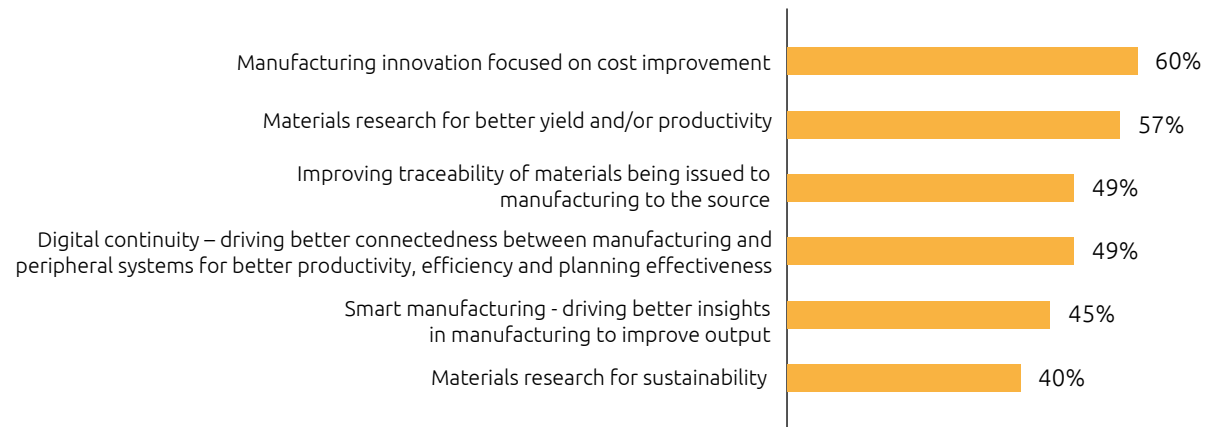 Manufacturing innovation focused on cost improvement
60%
Materials research for better yield and/or productivity
57%
Improving traceability of materials being issued to
manufacturing to the source
49%
Digital continuity – driving better connectedness between manufacturing and
peripheral systems for better productivity, efficiency and planning effectiveness
49%
Smart manufacturing - driving better insights
in manufacturing to improve output
45%
Materials research for sustainability
40%